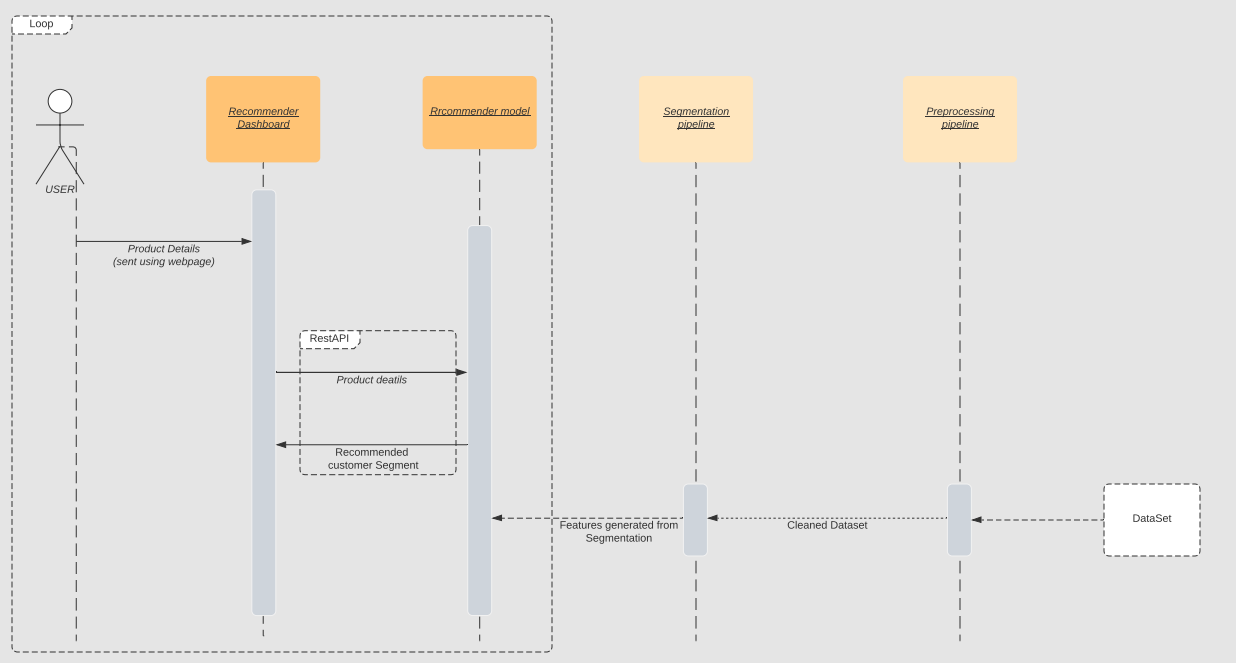 Loop
Recommender
Dashboard
Rrcommender model
Segmentation
pipeline
Preprocessing
pipeline
USER
Product Details
(sent using webpage)
RestAPI
Product deatils
Recommended
customer Segment
Features generated from
Segmentation
Cleaned Dataset
DataSet